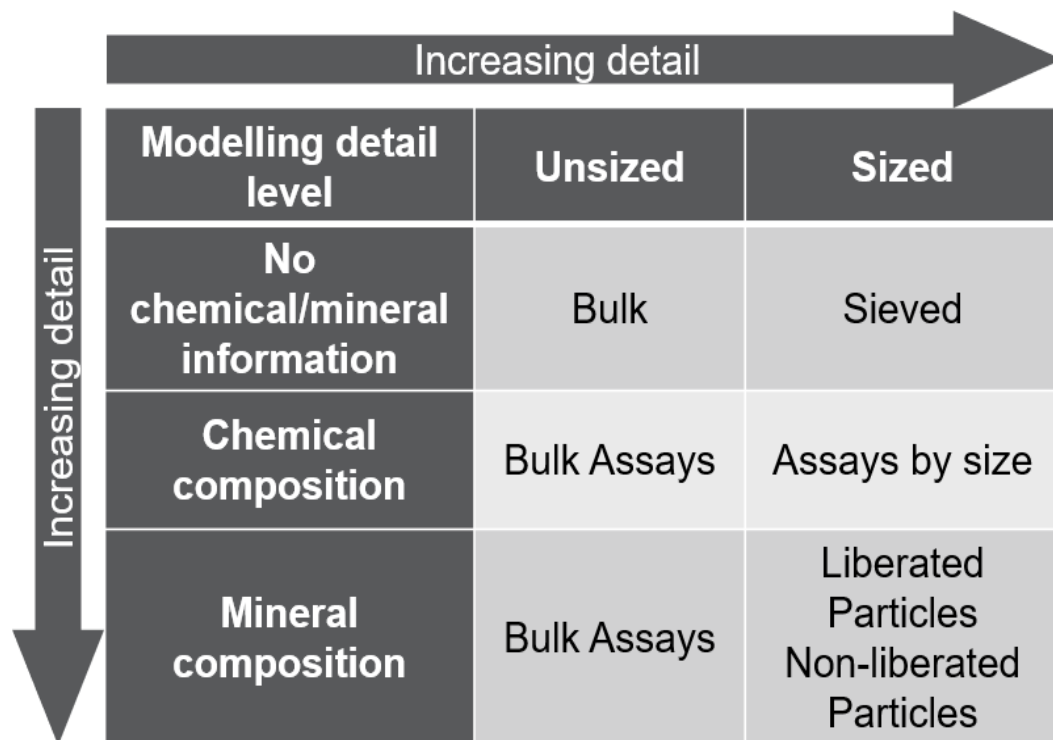 Increasing detail
Increasing detail
Modelling detail
level
Unsized
Sized
No
chemical/mineral
information
Bulk
Sieved
Chemical
composition
Bulk Assays
Assays by size
Mineral
composition
Bulk Assays
Liberated
Particles
Non-liberated
Particles